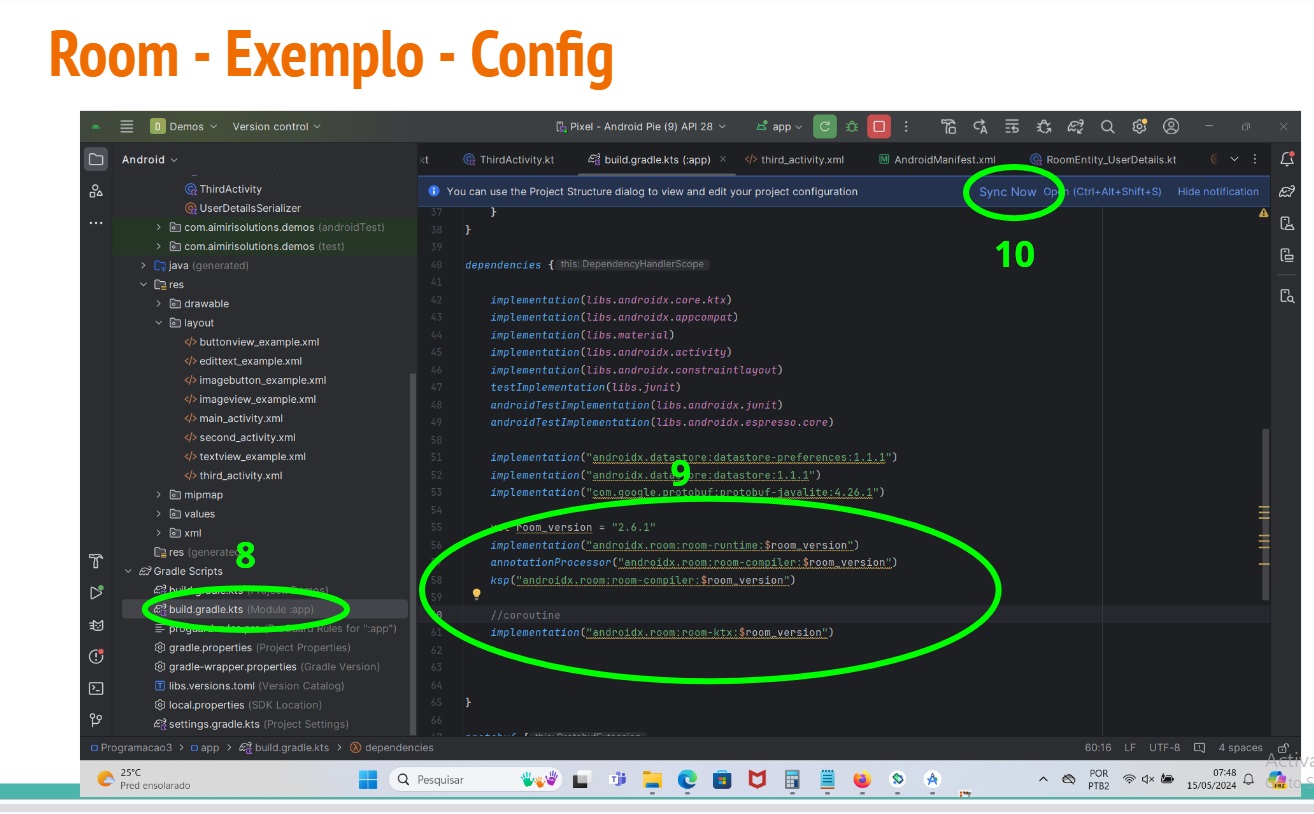 Room - Exemplo - Config
D Demos Version control Pixel - Android Pie (9) API 28 app
Android
kt ThirdActivity.kt build.gradle.kts (:app) third_activity.xml AndroidManifest.xml RoomEntity_UserDetails.kt
You can use the Project Structure dialog to view and edit your project configuration Sync Now Open (Ctrl+Alt+Shift+S) Hide notification
10
ThirdActivity
UserDetailsSerializer
com.aimirisolutions.demos (androidTest)
com.aimirisolutions.demos (test)
java (generated)
res
drawable
layout
buttonview_example.xml
edittext_example.xml
imagebutton_example.xml
imageview_example.xml
main_activity.xml
second_activity.xml
textview_example.xml
third_activity.xml
mipmap
values
xml
res (generated
8
Gradle Scripts
build.gradle.kts
build.gradle.kts (Module :app)
gradle.properties (Project Properties)
gradle-wrapper.properties (Gradle Version)
libs.versions.toml (Version Catalog)
local.properties (SDK Location)
settings.gradle.kts (Project Settings)
37 }
38 }
39
40 dependencies { this: DependencyHandlerScope
41
42 implementation(libs.androidx.core.ktx)
43 implementation(libs.androidx.appcompat)
44 implementation(libs.material)
45 implementation(libs.androidx.activity)
46 implementation(libs.androidx.constraintlayout)
47 testImplementation(libs.junit)
48 androidTestImplementation(libs.androidx.junit)
49 androidTestImplementation(libs.androidx.espresso.core)
50
51 implementation("androidx.datastore:datastore-preferences:1.1.1")
9
52 implementation("androidx.datastore:datastore:1.1.1")
53 implementation("com.google.protobuf:protobuf-javalite:4.26.1")
54
55 room_version = "2.6.1"
56 implementation("androidx.room:room-runtime:$room_version")
annotationProcessor("androidx.room:room-compiler:$room_version")
58 ksp("androidx.room:room-compiler:$room_version")
59
//coroutine
61 implementation("androidx.room:room-ktx:$room_version")
62
63
64
65 }
66
Programacao3 > app > build.gradle.kts > dependencies 60:16 LF UTF-8 4 spaces
25°C
Pred ensolarado
Pesquisar
POR
PTB2
07:48
15/05/2024